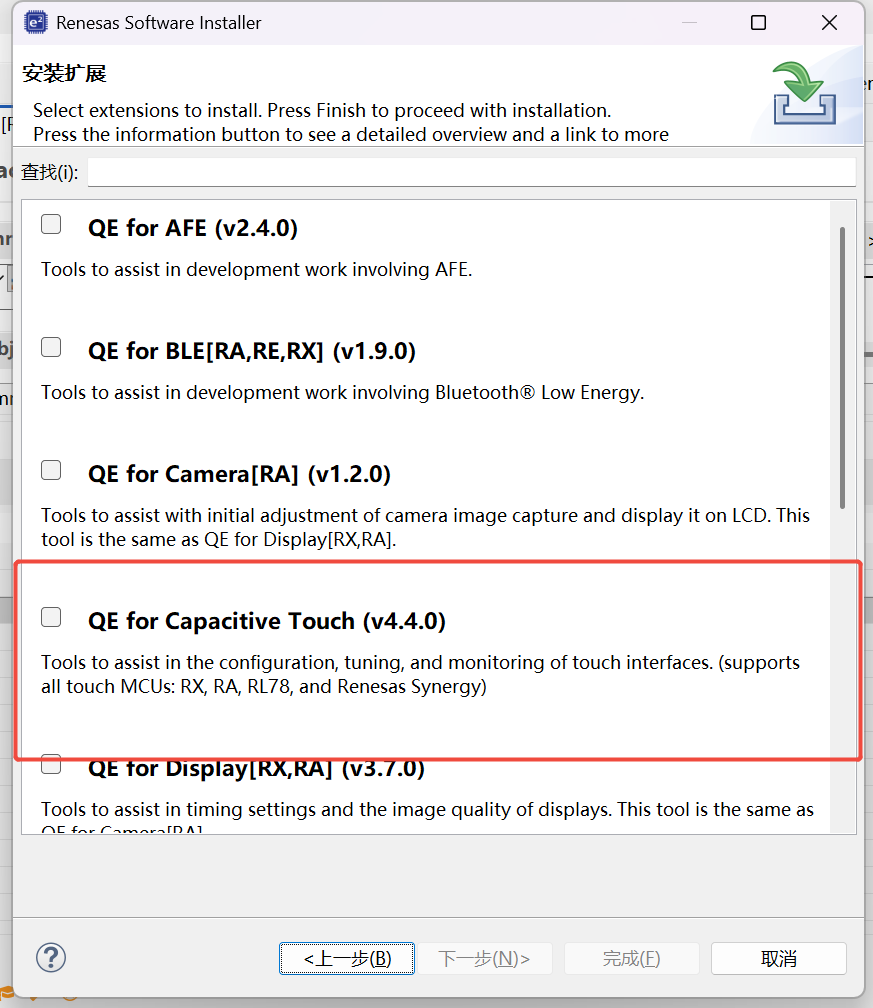 Renesas Software Installer
安装扩展
Select extensions to install. Press Finish to proceed with installation.
Press the information button to see a detailed overview and a link to more
查找(i):
QE for AFE (v2.4.0)
Tools to assist in development work involving AFE.
QE for BLE[RA,RE,RX] (v1.9.0)
Tools to assist in development work involving Bluetooth® Low Energy.
QE for Camera[RA] (v1.2.0)
Tools to assist with initial adjustment of camera image capture and display it on LCD. This
tool is the same as QE for Display[RX,RA].
QE for Capacitive Touch (v4.4.0)
Tools to assist in the configuration, tuning, and monitoring of touch interfaces. (supports
all touch MCUs: RX, RA, RL78, and Renesas Synergy)
QE for Display[RX,RA] (v3.7.0)
Tools to assist in timing settings and the image quality of displays. This tool is the same as
QE for Camera[RA]
<上一步(B)
下一步(N)>
完成(F)
取消